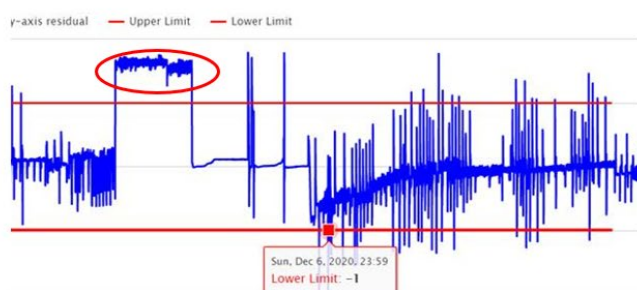 y-axis residual Upper Limit Lower Limit
Sun, Dec 6, 2020, 23:59
Lower Limit: -1